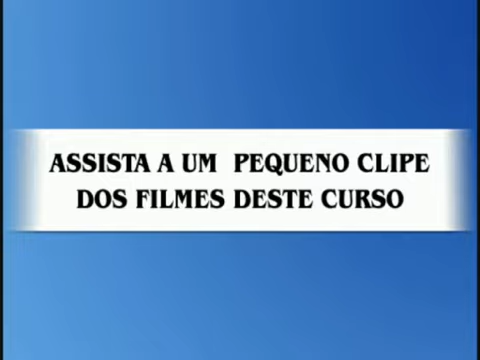 ASSISTA A UM PEQUENO CLIPE
DOS FILMES DESTE CURSO